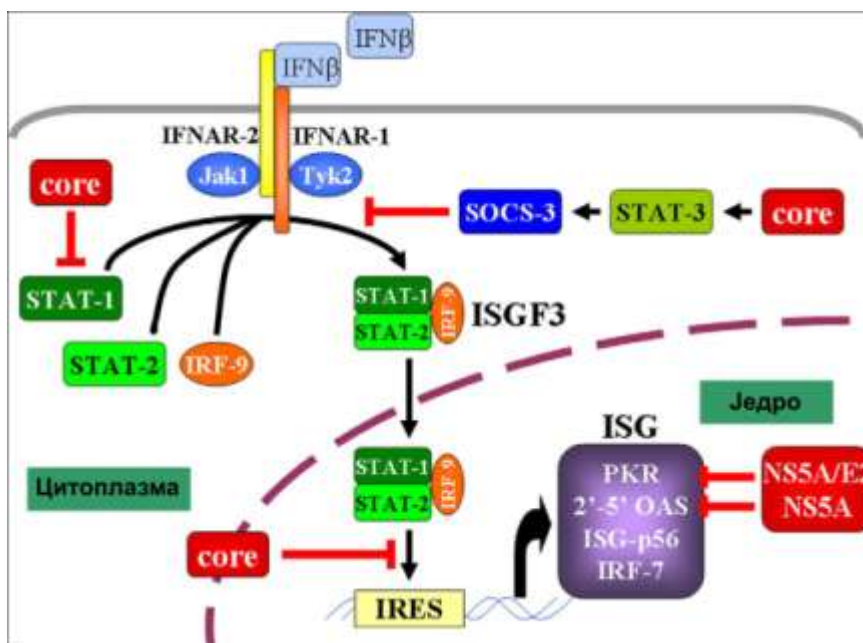 IFNβ
IFNβ
IFNAR-2
IFNAR-1
Jak1
Tyk2
core
SOCS-3
STAT-3
core
STAT-1
STAT-2
IRF-9
STAT-1
STAT-2
IRF-9
ISGF3
Једро
ISG
Цитоплазма
STAT-1
STAT-2
IRF-9
PKR
2'-5' OAS
ISG-p56
IRF-7
NS5A/E2
NS5A
core
IRES